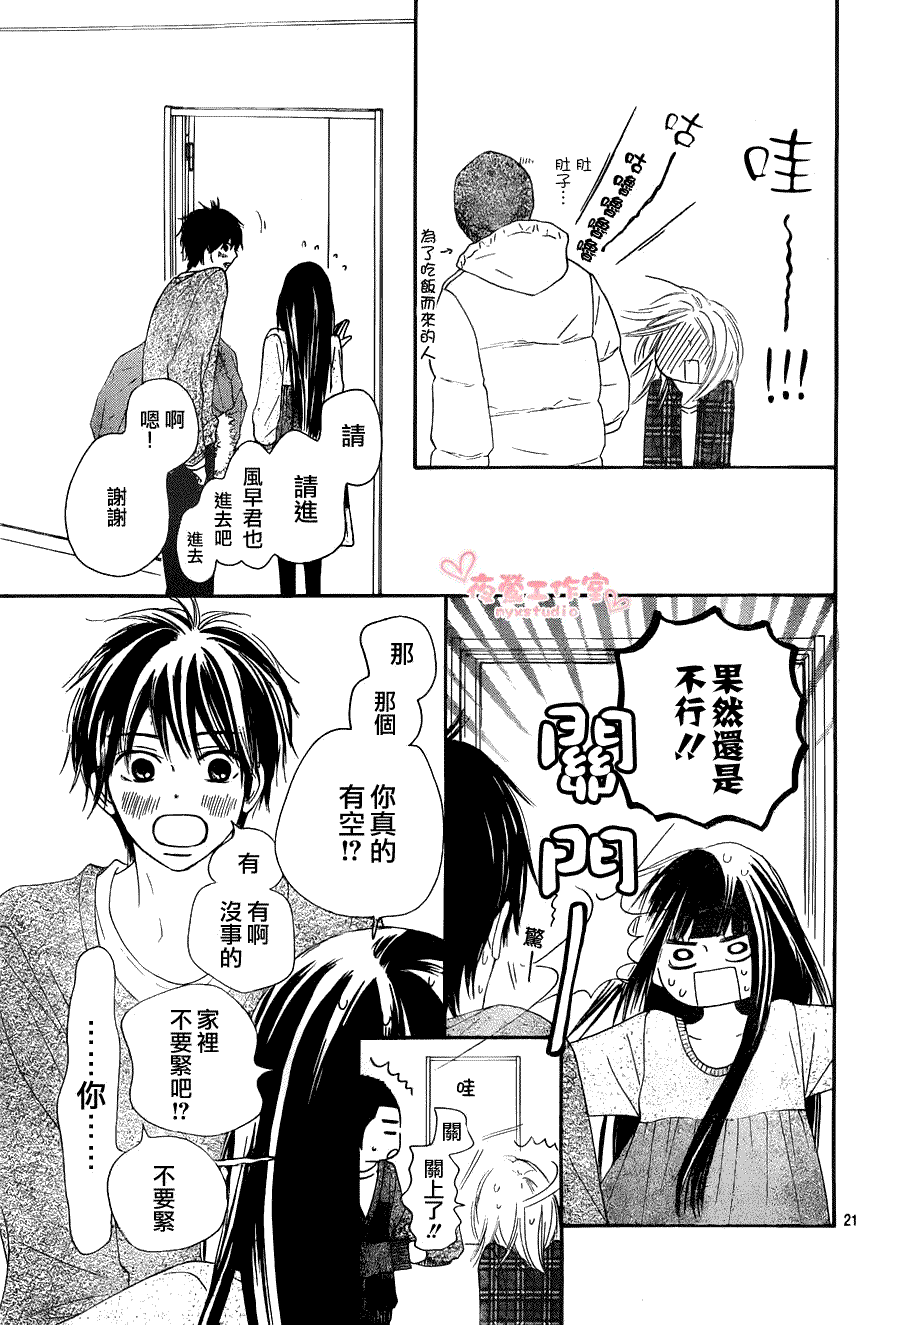 哇～～!!!
咕～
咕嚕嚕嚕嚕
肚
肚子…
為了吃飯而來的人
請
請進
風早君也
進去吧
進去
啊
嗯！
謝謝
夜鶯工作室
nyxstudio
果然還是
不行!!
關門！
驚
那
那個
你真的
有空!?
有
有啊
沒事的
家裡
不要緊吧!?
不要緊
……你……
哇
關
關上了!!
21